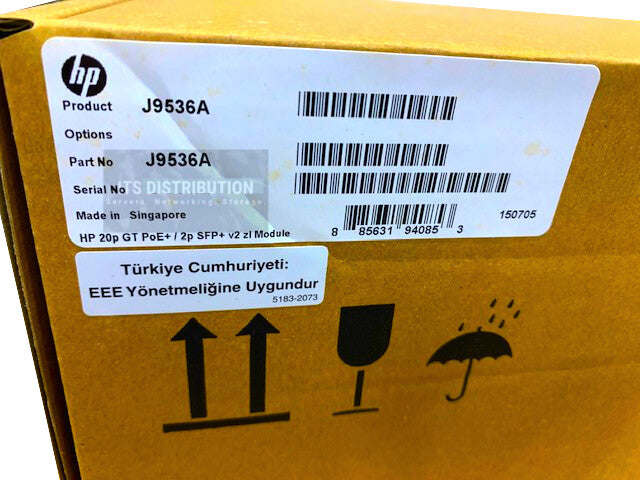 hp
Product J9536A
Options
Part No J9536A
Serial No
ITS DISTRIBUTION
Servers. Networking. Storage.
Made in Singapore
8 85631 94085 3
150705
HP 20p GT PoE+ / 2p SFP+ v2 zl Module
Türkiye Cumhuriyeti:
EEE Yönetmeliğine Uygundur
5183-2073